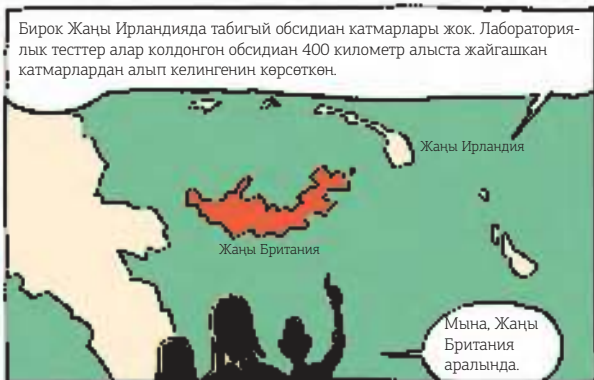 Бирок Жаңы Ирландияда табигый обсидиан катмарлары жок. Лаборатория-
лык тесттер алар колдонгон обсидиан 400 километр алыста жайгашкан
катмарлардан алып келингенин көрсөткөн.
Жаңы Ирландия
Жаңы Британия
Мына, Жаңы
Британия
аралында.